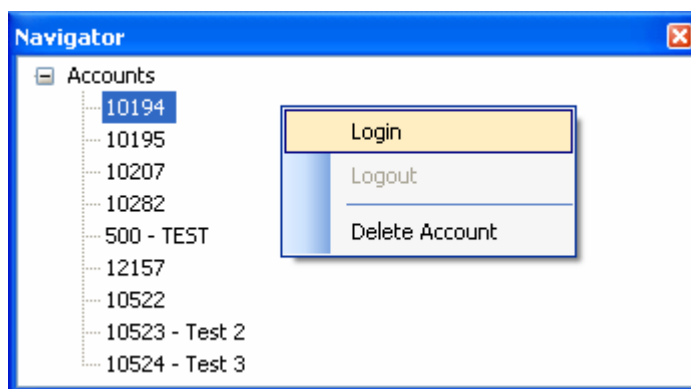 Navigator
Accounts
10194
10195
10207
10282
500 - TEST
12157
10522
10523 - Test 2
10524 - Test 3
Login
Logout
Delete Account